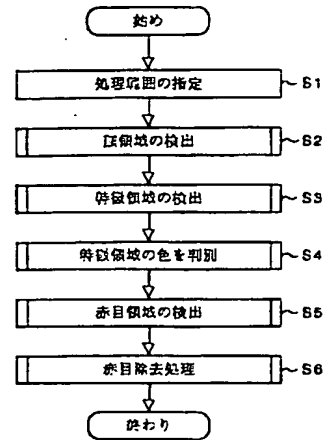 始め
処理範囲の指定 S1
瞳領域の検出 S2
特徴領域の検出 S3
特徴領域の色を判別 S4
赤目領域の検出 S5
赤目除去処理 S6
終わり